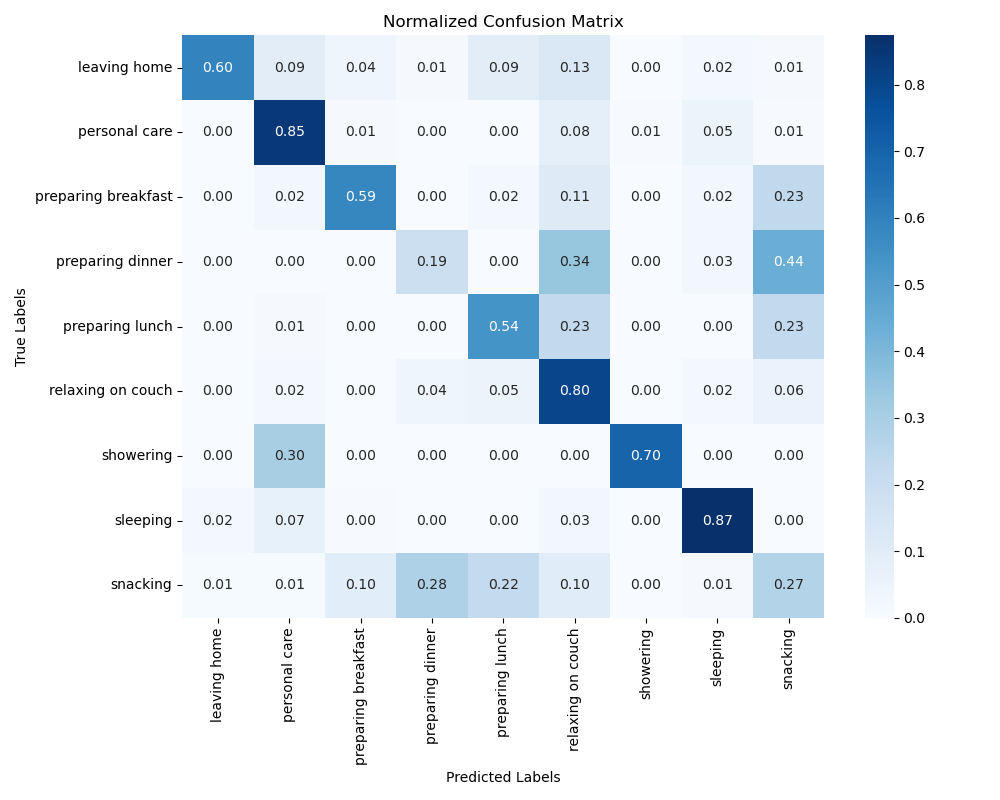 Normalized Confusion Matrix
True Labels
leaving home 0.60 0.09 0.04 0.01 0.09 0.13 0.00 0.02 0.01
personal care 0.00 0.85 0.01 0.00 0.00 0.08 0.01 0.05 0.01
preparing breakfast 0.00 0.02 0.59 0.00 0.02 0.11 0.00 0.02 0.23
preparing dinner 0.00 0.00 0.00 0.19 0.00 0.34 0.00 0.03 0.44
preparing lunch 0.00 0.01 0.00 0.00 0.54 0.23 0.00 0.00 0.23
relaxing on couch 0.00 0.02 0.00 0.04 0.05 0.80 0.00 0.02 0.06
showering 0.00 0.30 0.00 0.00 0.00 0.00 0.70 0.00 0.00
sleeping 0.02 0.07 0.00 0.00 0.00 0.03 0.00 0.87 0.00
snacking 0.01 0.01 0.10 0.28 0.22 0.10 0.00 0.01 0.27
leaving home
personal care
preparing breakfast
preparing dinner
preparing lunch
relaxing on couch
showering
sleeping
snacking
Predicted Labels
0.8
0.7
0.6
0.5
0.4
0.3
0.2
0.1
0.0